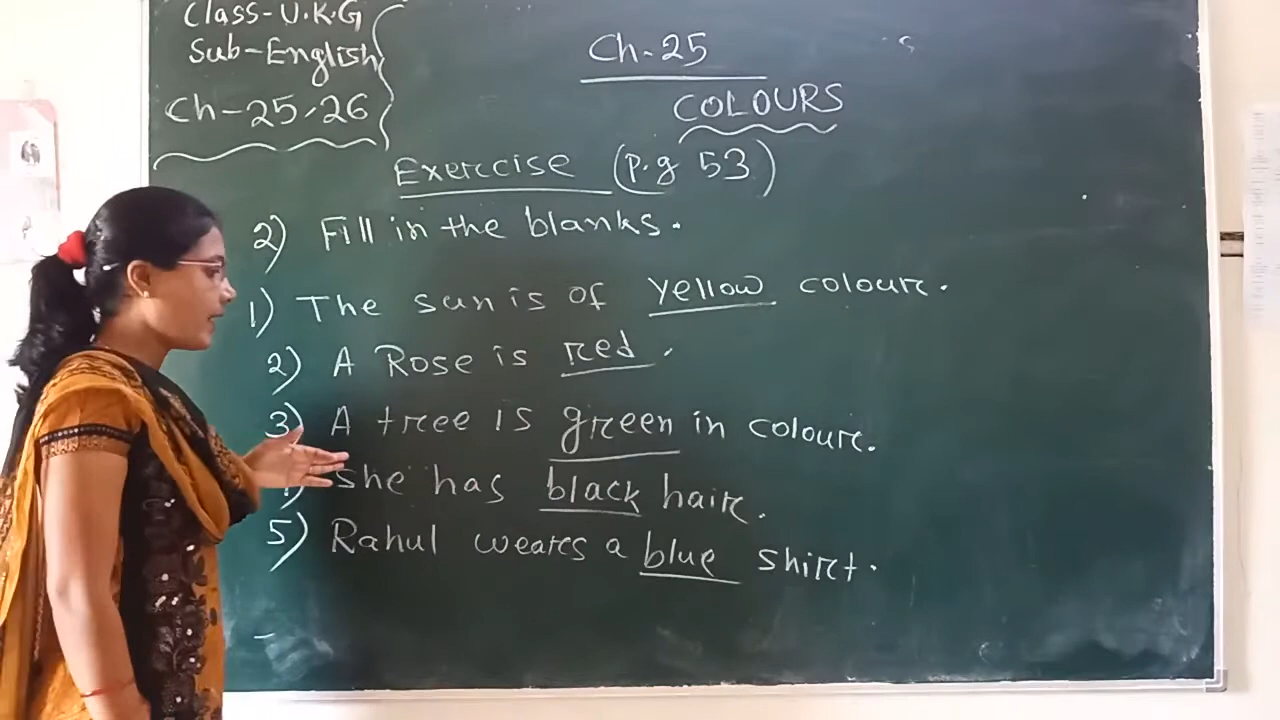 Class-U.K.G
Sub-English
Ch-25,26
Ch-25
COLOURS
Exercise (p.g 53)
2) Fill in the blanks.
1) The sun is of yellow colour.
2) A Rose is red.
3) A tree is green in colour.
she has black hair.
5) Rahul wears a blue shirt.